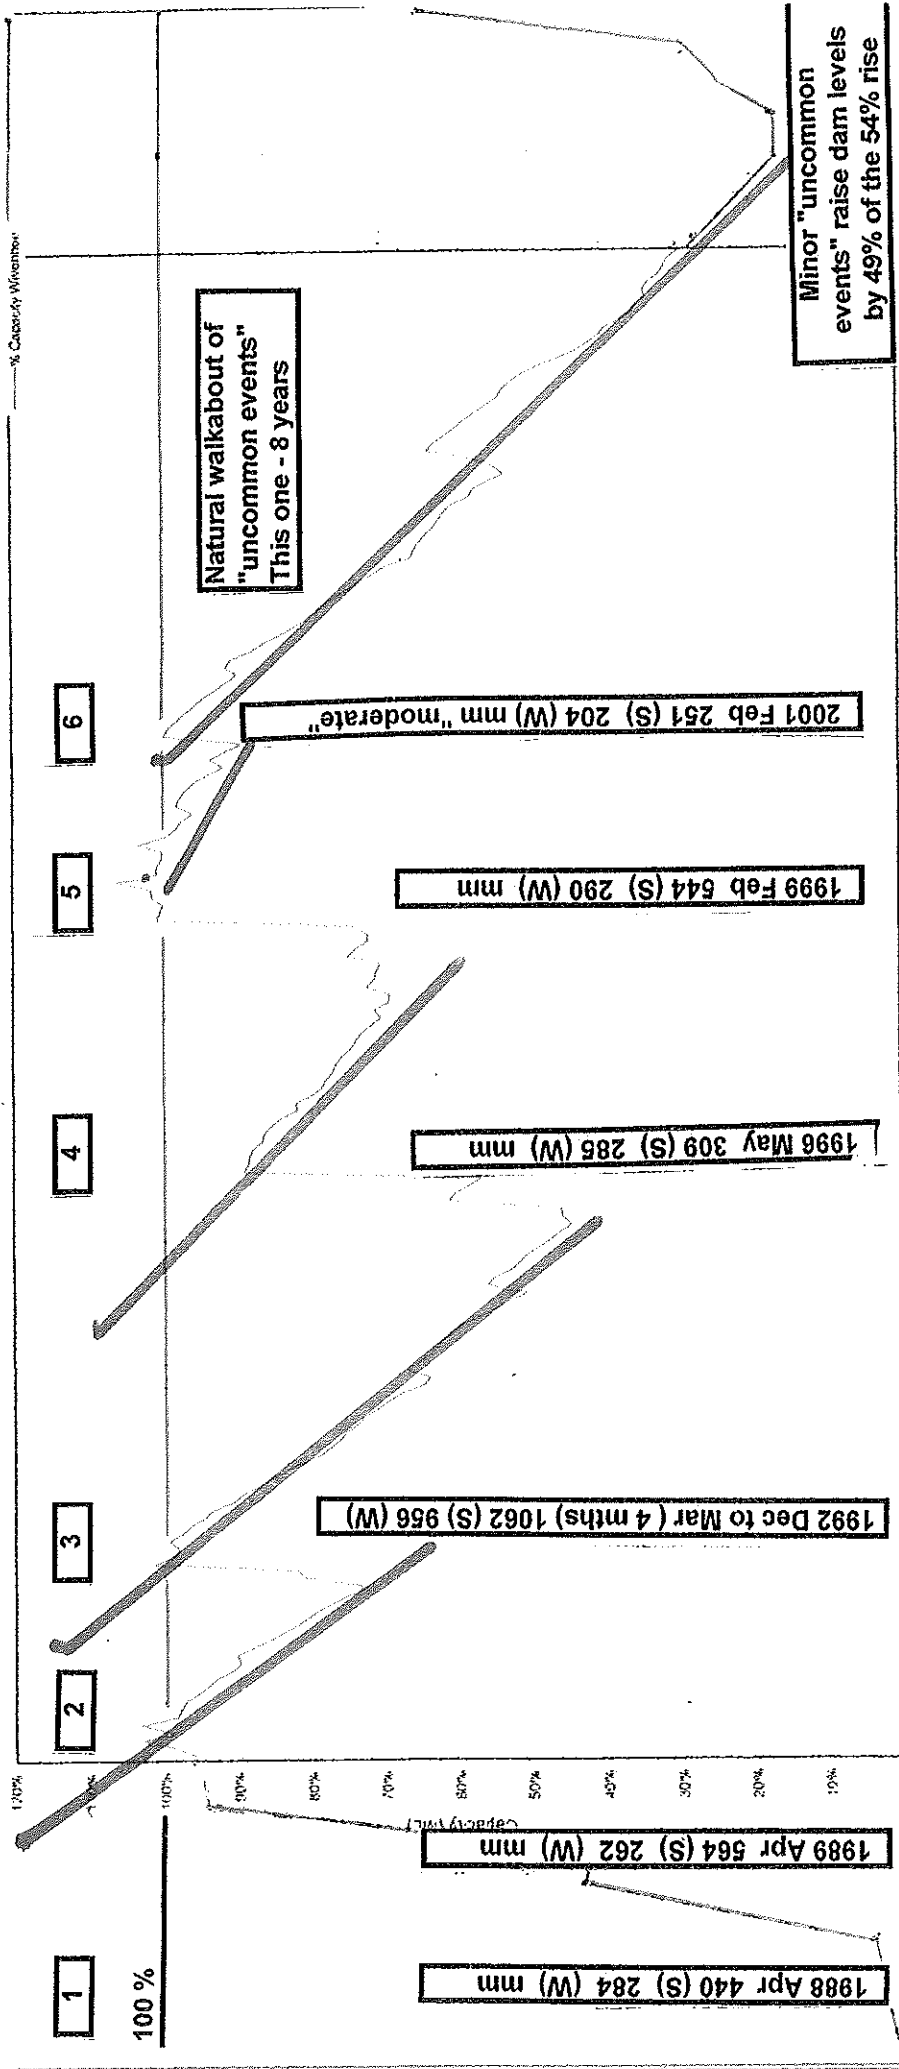 % Capacity Wivenhoe
1
2
3
4
5
6
100 %
Natural walkabout of
"uncommon events"
This one - 8 years
Minor "uncommon
events" raise dam levels
by 49% of the 54% rise
120%
100%
90%
80%
70%
60%
50%
40%
30%
20%
10%
1988 Apr 440 (S) 284 (W) mm
1989 Apr 564 (S) 262 (W) mm
1992 Dec to Mar ( 4 mths) 1062 (S) 956 (W)
1996 May 309 (S) 285 (W) mm
1999 Feb 544 (S) 290 (W) mm
2001 Feb 251 (S) 204 (W) mm "moderate"